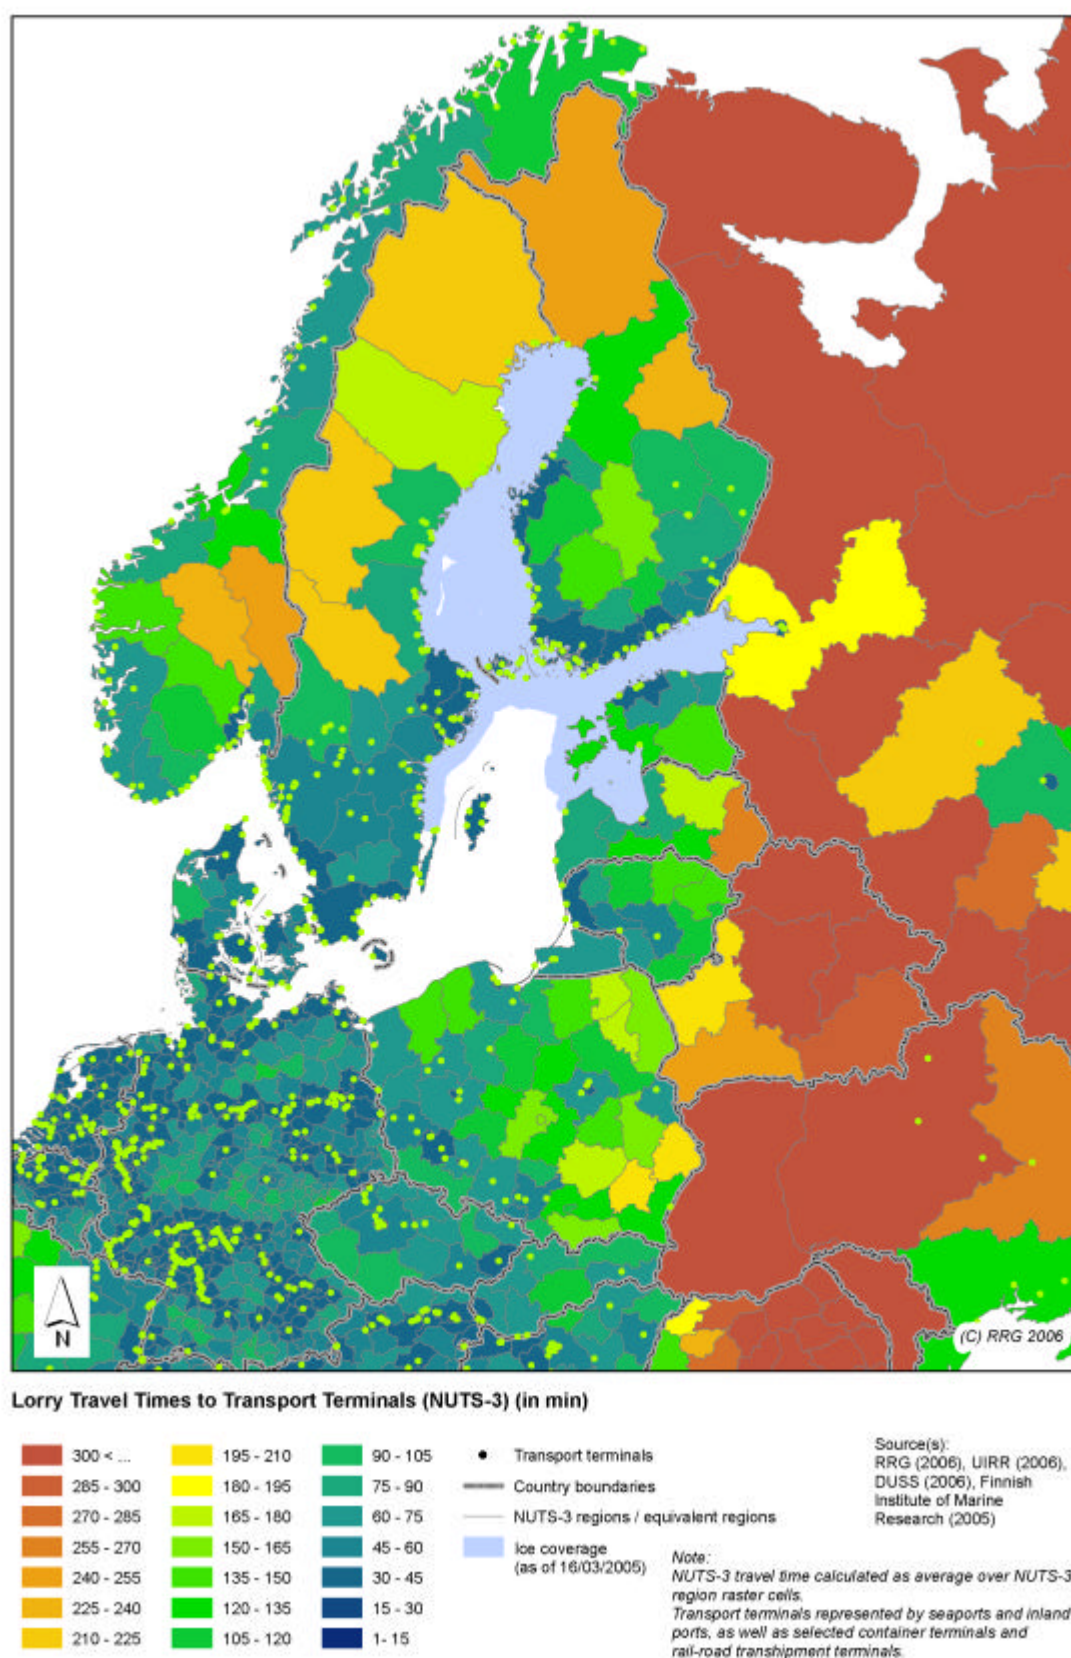 N
(C) RRG 2006
Lorry Travel Times to Transport Terminals (NUTS-3) (in min)
300 < ...
285 - 300
270 - 285
255 - 270
240 - 255
225 - 240
210 - 225
195 - 210
180 - 195
165 - 180
150 - 165
135 - 150
120 - 135
105 - 120
90 - 105
75 - 90
60 - 75
45 - 60
30 - 45
15 - 30
1- 15
Transport terminals
Country boundaries
NUTS-3 regions / equivalent regions
Ice coverage
(as of 16/03/2005)
Source(s):
RRG (2006), UIRR (2006),
DUSS (2006), Finnish
Institute of Marine
Research (2005)
Note:
NUTS-3 travel time calculated as average over NUTS-3
region raster cells.
Transport terminals represented by seaports and inland
ports, as well as selected container terminals and
rail-road transhipment terminals.